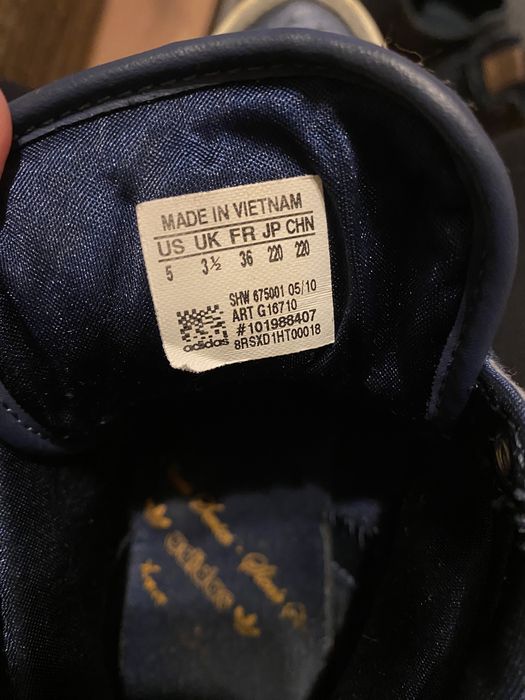 MADE IN VIETNAM
US UK FR JP CHN
5 3½ 36 220 220
SHW 675001 05/10
ART G16710
#101988407
adidas 8RSXD1HT00018
adidas